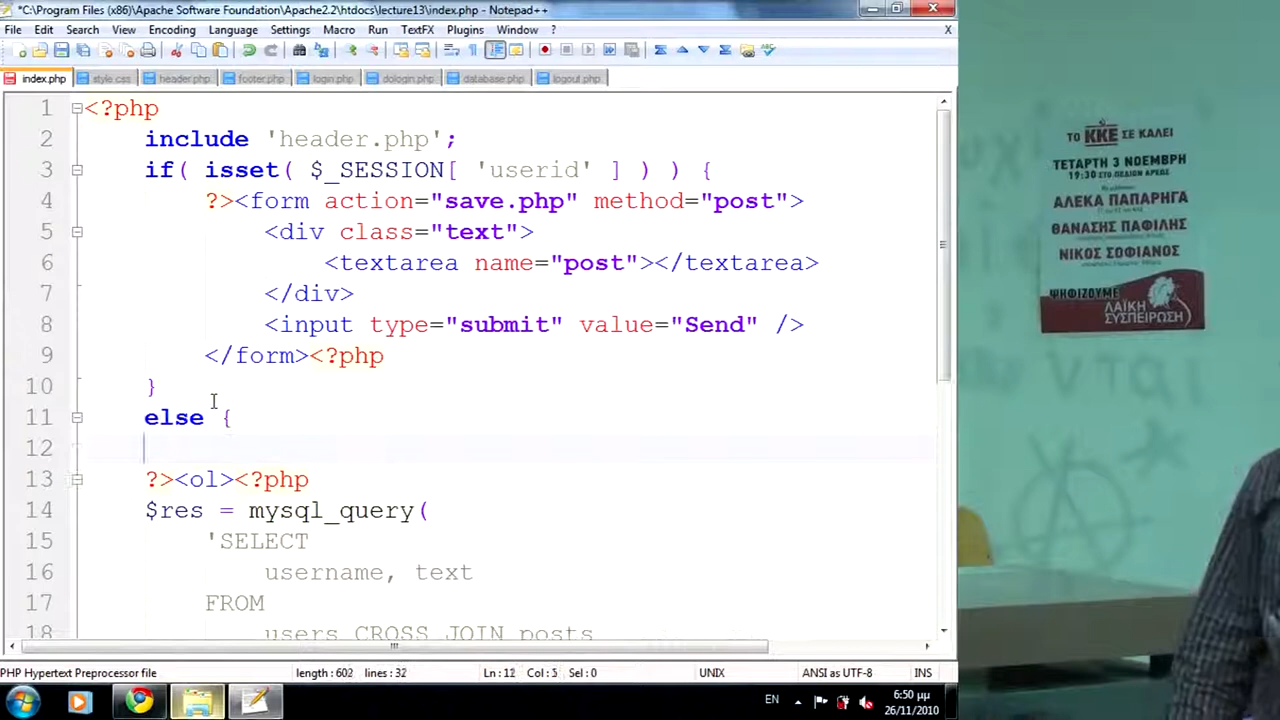 *C:\Program Files (x86)\Apache Software Foundation\Apache2.2\htdocs\lecture13\index.php - Notepad++
File Edit Search View Encoding Language Settings Macro Run TextFX Plugins Window ? X
index.php style.css header.php footer.php login.php dologin.php database.php logout.php
1 <?php
2 include 'header.php';
3 if( isset( $_SESSION[ 'userid' ] ) ) {
4 ?><form action="save.php" method="post">
5 <div class="text">
6 <textarea name="post"></textarea>
7 </div>
8 <input type="submit" value="Send" />
9 </form><?php
10 }
11 else {
12
13 ?><ol><?php
14 $res = mysql_query(
15 'SELECT
16 username, text
17 FROM
18 users CROSS JOIN posts
PHP Hypertext Preprocessor file length : 602 lines : 32 Ln : 12 Col : 5 Sel : 0 UNIX ANSI as UTF-8 INS
EN 6:50 μμ
26/11/2010
ΤΟ ΚΚΕ ΣΕ ΚΑΛΕΙ
ΤΕΤΑΡΤΗ 3 ΝΟΕΜΒΡΗ
19:30 ΣΤΟ ΠΕΔΙΟΝ ΑΡΕΩΣ
ΑΛΕΚΑ ΠΑΠΑΡΗΓΑ
ΘΑΝΑΣΗΣ ΠΑΦΙΛΗΣ
ΝΙΚΟΣ ΣΟΦΙΑΝΟΣ
ΨΗΦΙΖΟΥΜΕ
ΛΑΪΚΗ
ΣΥΣΠΕΙΡΩΣΗ